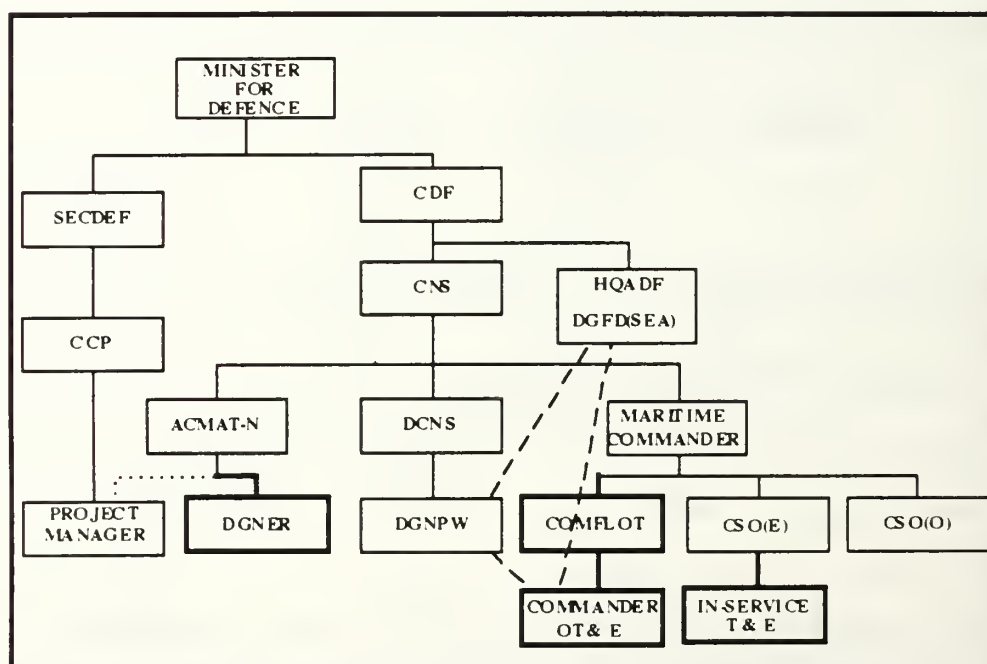 MINISTER
FOR
DEFENCE
SECDEF
CDF
CNS
HQADF
DGFD(SEA)
CCP
ACMAT-N
DCNS
MARITIME
COMMANDER
PROJECT
MANAGER
DGNER
DGNPW
COMFLOT
CSO(E)
CSO(O)
COMMANDER
OT & E
IN-SERVICE
T & E